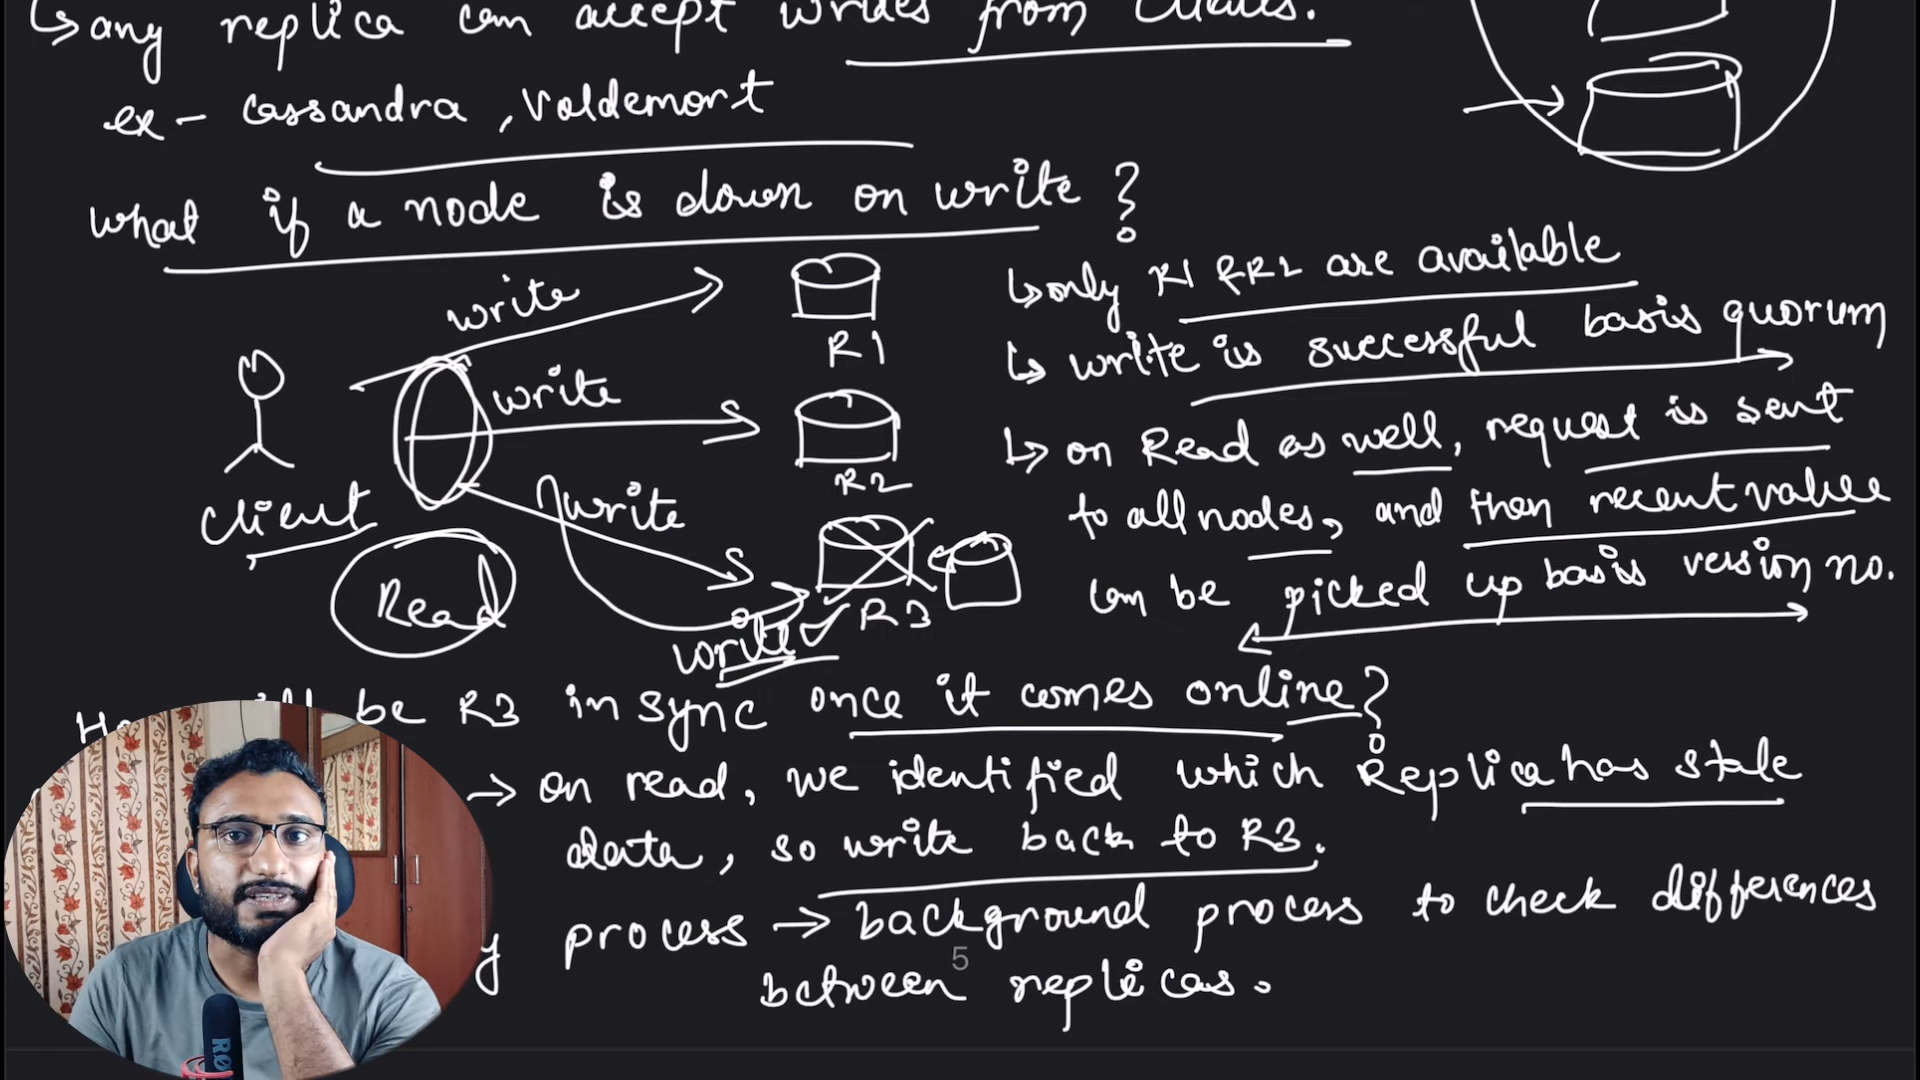 ↳ any replica can accept writes from clients.
ex - cassandra, Voldemort
what if a node is down on write?
write
R1
write
R2
write
R3
write
client
Read
↳ only R1 & R2 are available
↳ write is successful basis quorum
↳ on Read as well, request is sent
to all nodes, and then recent value
can be picked up basis version no.
be R3 in sync once it comes online?
→ on read, we identified which Replica has stale
data, so write back to R3.
process → background process to check differences
between replicas.
5